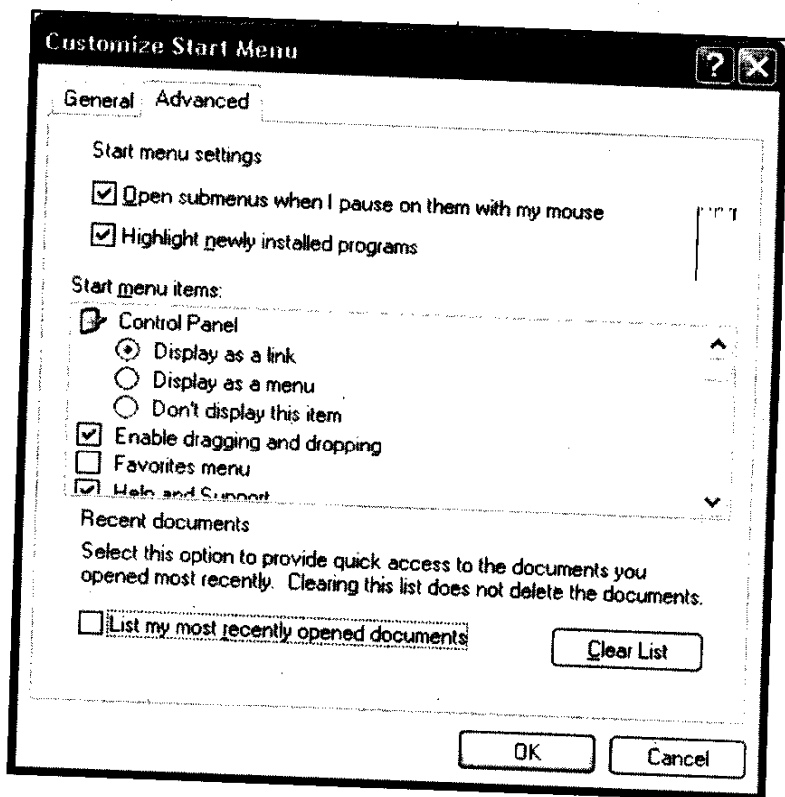 Customize Start Menu
General Advanced
Start menu settings
Open submenus when I pause on them with my mouse
Highlight newly installed programs
Start menu items:
Control Panel
Display as a link
Display as a menu
Don't display this item
Enable dragging and dropping
Favorites menu
Help and Support
Recent documents
Select this option to provide quick access to the documents you
opened most recently. Clearing this list does not delete the documents.
List my most recently opened documents
Clear List
OK Cancel